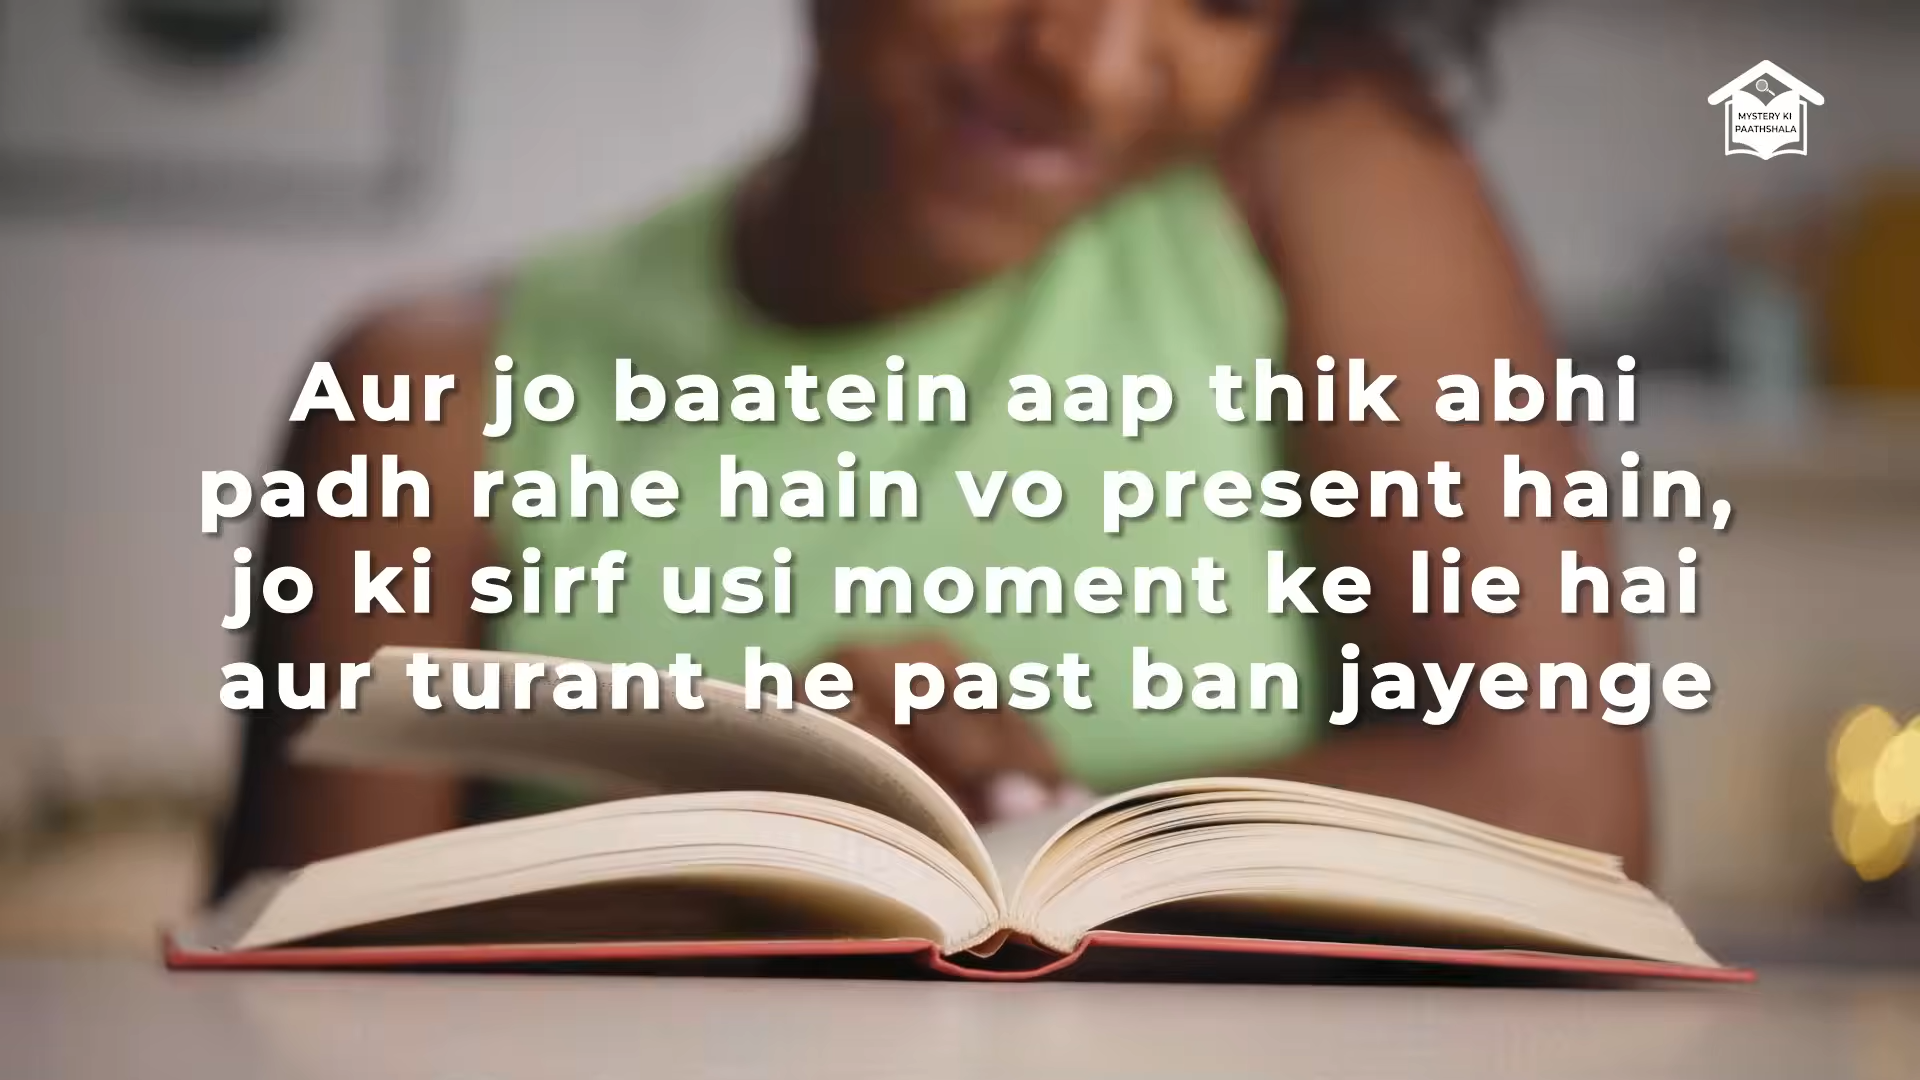 MYSTERY KI
PAATHSHALA
Aur jo baatein aap thik abhi
padh rahe hain vo present hain,
jo ki sirf usi moment ke lie hai
aur turant he past ban jayenge